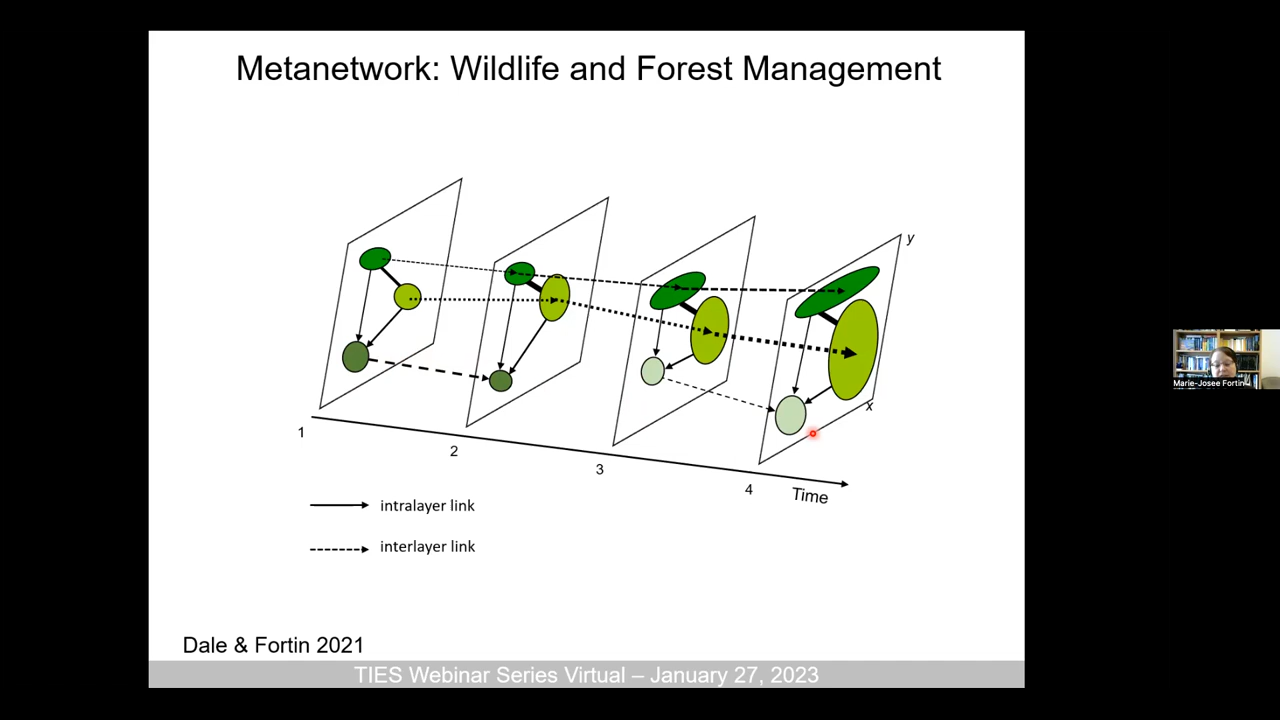 Metanetwork: Wildlife and Forest Management
y
x
1
2
3
4
Time
intralayer link
interlayer link
Dale & Fortin 2021
TIES Webinar Series Virtual – January 27, 2023
Marie-Josee Fortin